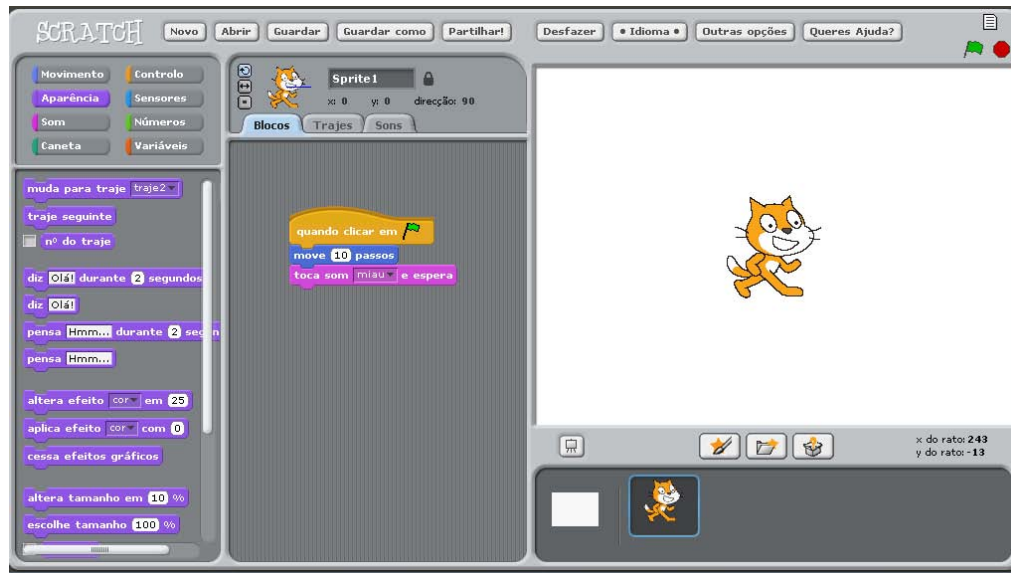 SCRATCH Novo Abrir Guardar Guardar como Partilhar! Desfazer • Idioma • Outras opções Queres Ajuda?
Movimento Controlo
Aparência Sensores
Som Números
Caneta Variáveis
Sprite1
x: 0 y: 0 direcção: 90
Blocos Trajes Sons
muda para traje traje2
traje seguinte
nº do traje
diz Olá! durante 2 segundos
diz Olá!
pensa Hmm... durante 2 segun
pensa Hmm...
altera efeito cor em 25
aplica efeito cor com 0
cessa efeitos gráficos
altera tamanho em 10 %
escolhe tamanho 100 %
quando clicar em
move 10 passos
toca som miau e espera
x do rato: 243
y do rato: -13